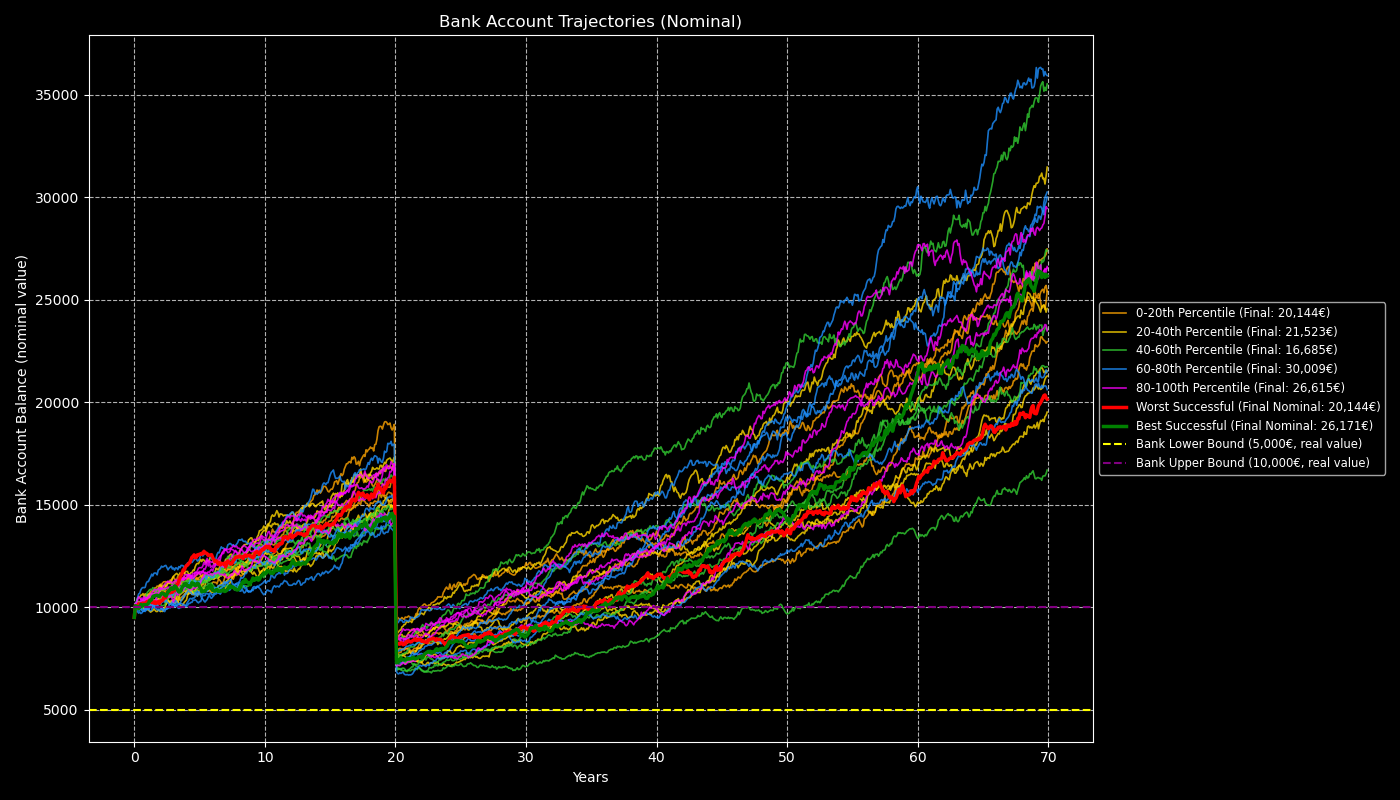 Bank Account Trajectories (Nominal)
Bank Account Balance (nominal value)
35000
30000
25000
20000
15000
10000
5000
0 10 20 30 40 50 60 70
Years
0-20th Percentile (Final: 20,144€)
20-40th Percentile (Final: 21,523€)
40-60th Percentile (Final: 16,685€)
60-80th Percentile (Final: 30,009€)
80-100th Percentile (Final: 26,615€)
Worst Successful (Final Nominal: 20,144€)
Best Successful (Final Nominal: 26,171€)
Bank Lower Bound (5,000€, real value)
Bank Upper Bound (10,000€, real value)